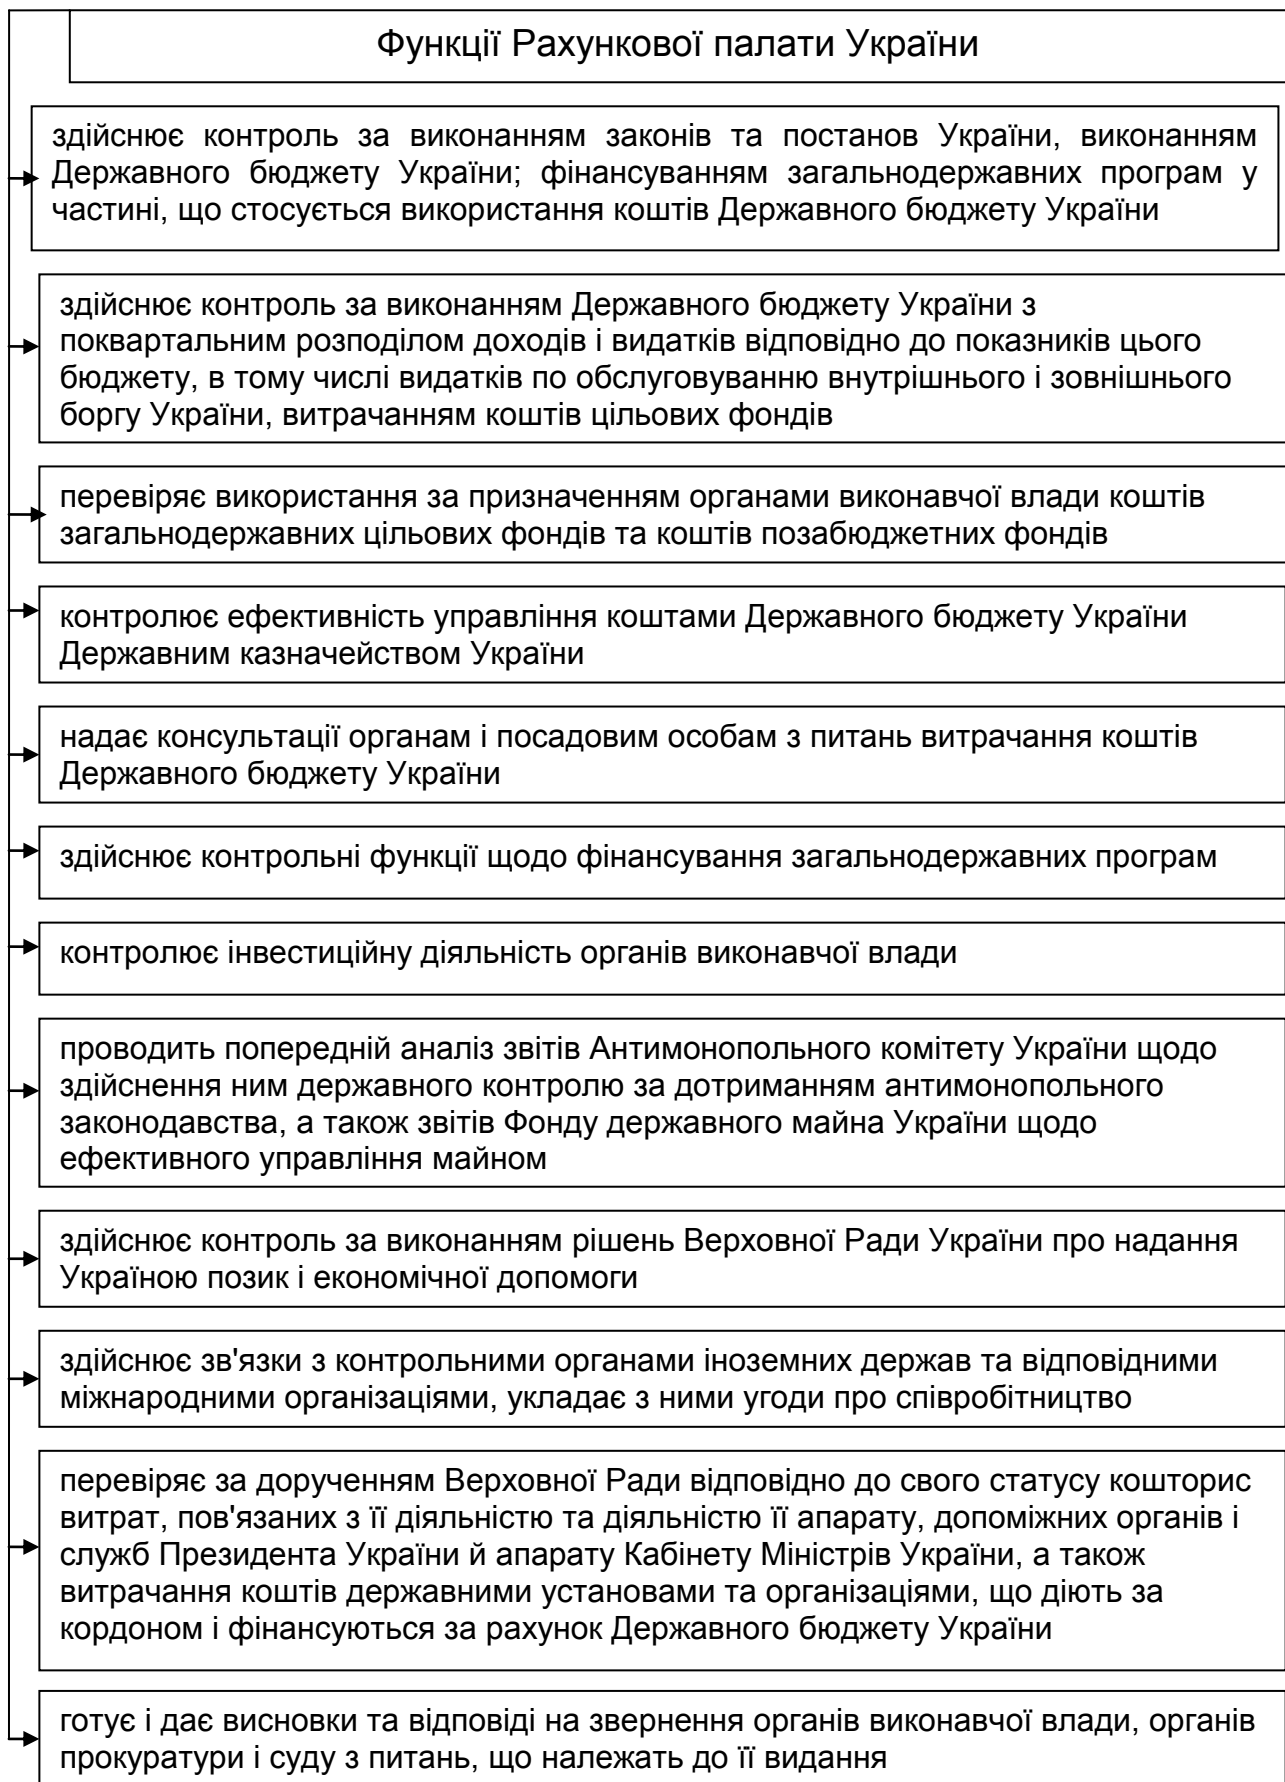 Функції Рахункової палати України
здійснює контроль за виконанням законів та постанов України, виконанням
Державного бюджету України; фінансуванням загальнодержавних програм у
частині, що стосується використання коштів Державного бюджету України
здійснює контроль за виконанням Державного бюджету України з
поквартальним розподілом доходів і видатків відповідно до показників цього
бюджету, в тому числі видатків по обслуговуванню внутрішнього і зовнішнього
боргу України, витрачанням коштів цільових фондів
перевіряє використання за призначенням органами виконавчої влади коштів
загальнодержавних цільових фондів та коштів позабюджетних фондів
контролює ефективність управління коштами Державного бюджету України
Державним казначейством України
надає консультації органам і посадовим особам з питань витрачання коштів
Державного бюджету України
здійснює контрольні функції щодо фінансування загальнодержавних програм
контролює інвестиційну діяльність органів виконавчої влади
проводить попередній аналіз звітів Антимонопольного комітету України щодо
здійснення ним державного контролю за дотриманням антимонопольного
законодавства, а також звітів Фонду державного майна України щодо
ефективного управління майном
здійснює контроль за виконанням рішень Верховної Ради України про надання
Україною позик і економічної допомоги
здійснює зв'язки з контрольними органами іноземних держав та відповідними
міжнародними організаціями, укладає з ними угоди про співробітництво
перевіряє за дорученням Верховної Ради відповідно до свого статусу кошторис
витрат, пов'язаних з її діяльністю та діяльністю її апарату, допоміжних органів і
служб Президента України й апарату Кабінету Міністрів України, а також
витрачання коштів державними установами та організаціями, що діють за
кордоном і фінансуються за рахунок Державного бюджету України
готує і дає висновки та відповіді на звернення органів виконавчої влади, органів
прокуратури і суду з питань, що належать до її видання